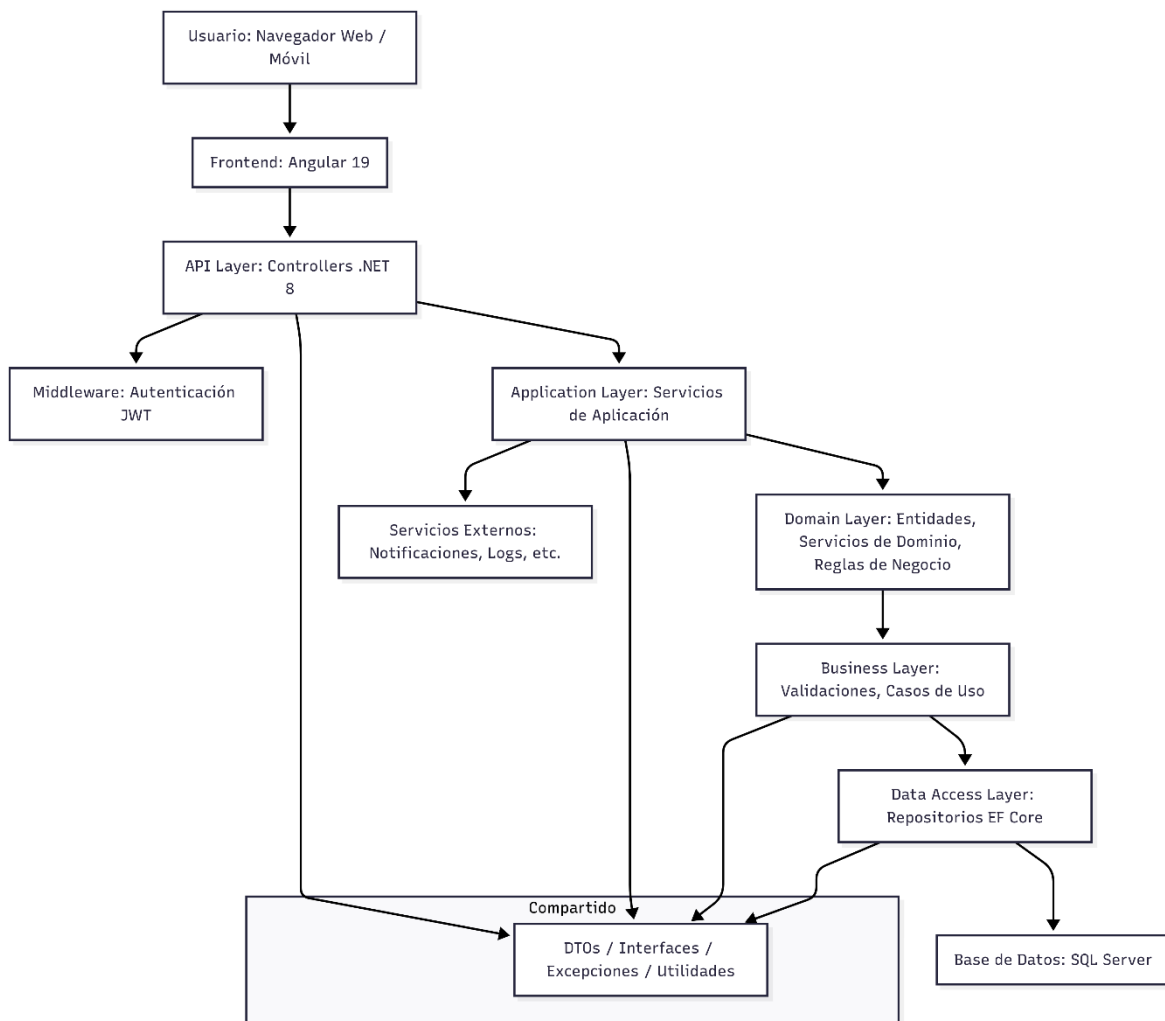 Usuario: Navegador Web /
Móvil
Frontend: Angular 19
API Layer: Controllers .NET
8
Middleware: Autenticación
JWT
Application Layer: Servicios
de Aplicación
Servicios Externos:
Notificaciones, Logs, etc.
Domain Layer: Entidades,
Servicios de Dominio,
Reglas de Negocio
Business Layer:
Validaciones, Casos de Uso
Data Access Layer:
Repositorios EF Core
Compartido
DTOs / Interfaces /
Excepciones / Utilidades
Base de Datos: SQL Server